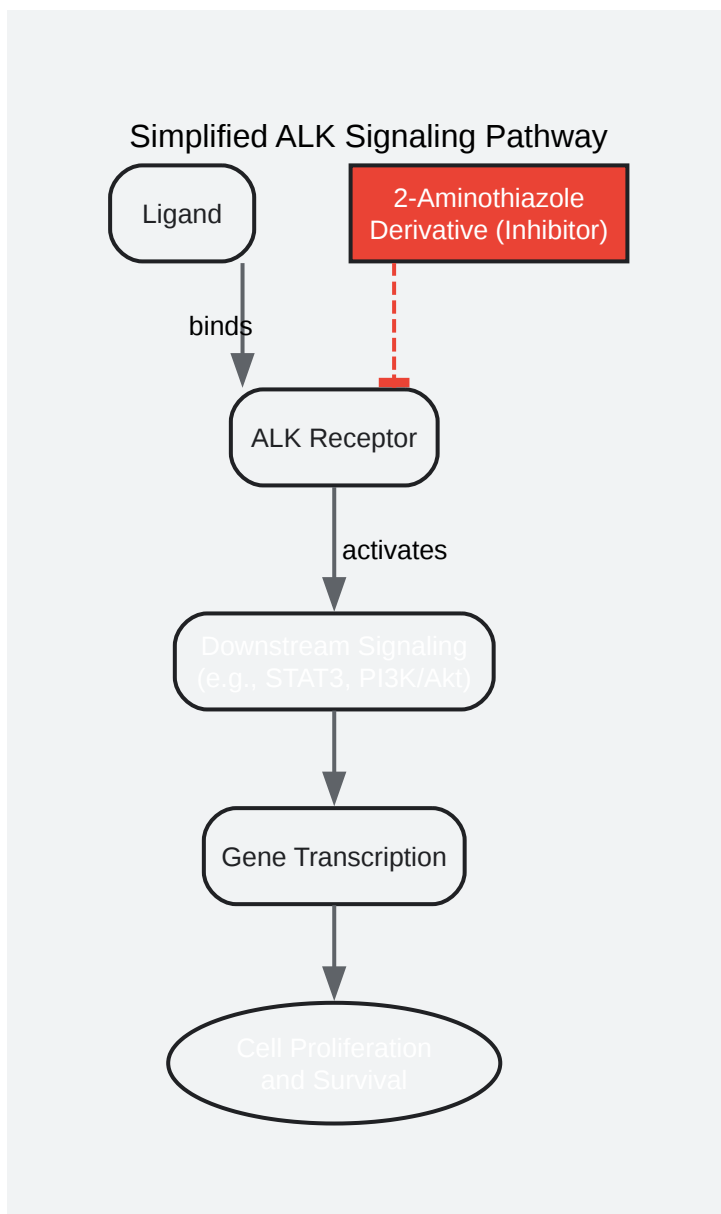 Simplified ALK Signaling Pathway
Ligand
2-Aminothiazole
Derivative (Inhibitor)
binds
ALK Receptor
activates
Downstream Signaling
(e.g., STAT3, PI3K/Akt)
Gene Transcription
Cell Proliferation
and Survival